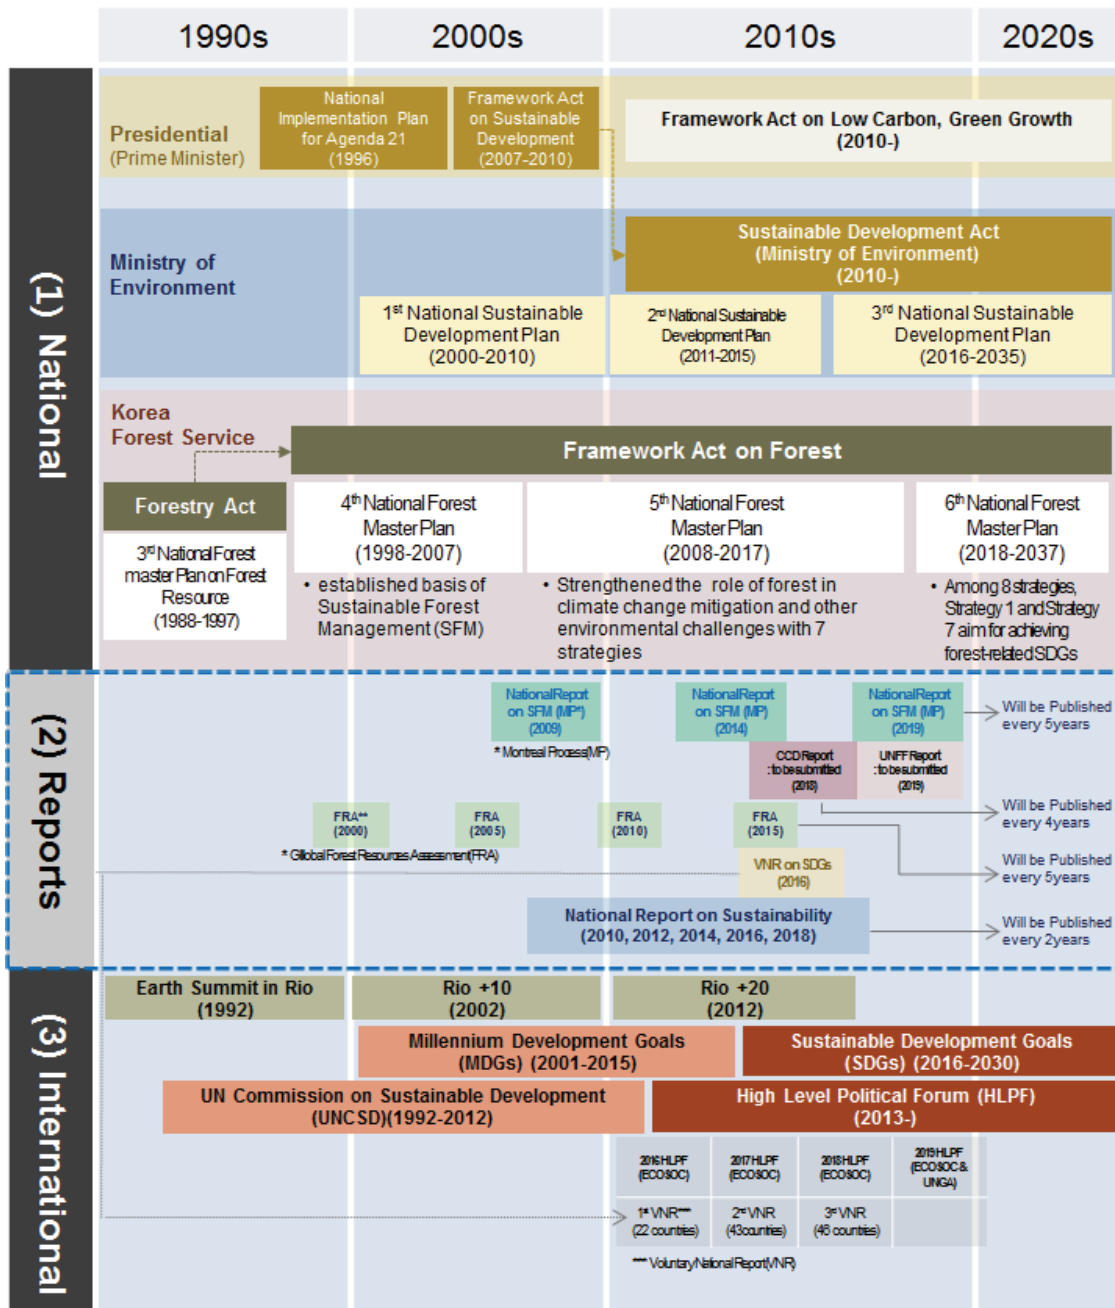 1990s
2000s
2010s
2020s
(1) National
Presidential
(Prime Minister)
National
Implementation Plan
for Agenda 21
(1996)
Framework Act
on Sustainable
Development
(2007-2010)
Framework Act on Low Carbon, Green Growth
(2010-)
Ministry of
Environment
Sustainable Development Act
(Ministry of Environment)
(2010-)
1st National Sustainable
Development Plan
(2000-2010)
2nd National Sustainable
Development Plan
(2011-2015)
3rd National Sustainable
Development Plan
(2016-2035)
Korea
Forest Service
Framework Act on Forest
Forestry Act
3rd National Forest
master Plan on Forest
Resource
(1988-1997)
4th National Forest
Master Plan
(1998-2007)
5th National Forest
Master Plan
(2008-2017)
6th National Forest
Master Plan
(2018-2037)
• established basis of
Sustainable Forest
Management (SFM)
• Strengthened the role of forest in
climate change mitigation and other
environmental challenges with 7
strategies
• Among 8 strategies,
Strategy 1 and Strategy
7 aim for achieving
forest-related SDGs
(2) Reports
National Report
on SFM (MP*)
(2009)
National Report
on SFM (MP)
(2014)
National Report
on SFM (MP)
(2019)
Will be Published
every 5years
* Montreal Process(MP)
CCD Report
: to be submitted
(2018)
UNFF Report
: to be submitted
(2019)
FRA**
(2000)
FRA
(2005)
FRA
(2010)
FRA
(2015)
Will be Published
every 4years
* Gllobal Forest Resources Assessment(FRA)
VNR on SDGs
(2016)
Will be Published
every 5years
National Report on Sustainability
(2010, 2012, 2014, 2016, 2018)
Will be Published
every 2years
(3) International
Earth Summit in Rio
(1992)
Rio +10
(2002)
Rio +20
(2012)
Millennium Development Goals
(MDGs) (2001-2015)
Sustainable Development Goals
(SDGs) (2016-2030)
UN Commission on Sustainable Development
(UNCSD)(1992-2012)
High Level Political Forum (HLPF)
(2013-)
2016 HLPF
(ECOSOC)
2017 HLPF
(ECOSOC)
2018 HLPF
(ECOSOC)
2019 HLPF
(ECOSOC &
UNGA)
1st VNR***
(22 countries)
2nd VNR
(43countries)
3rd VNR
(46 countries)
*** Voluntary National Report(VNR)